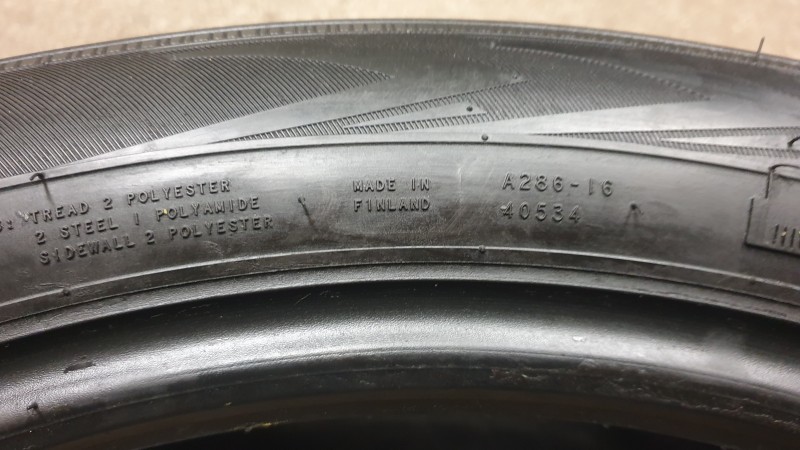 S: TREAD 2 POLYESTER
2 STEEL 1 POLYAMIDE
SIDEWALL 2 POLYESTER
MADE IN
FINLAND
A286-16
40534